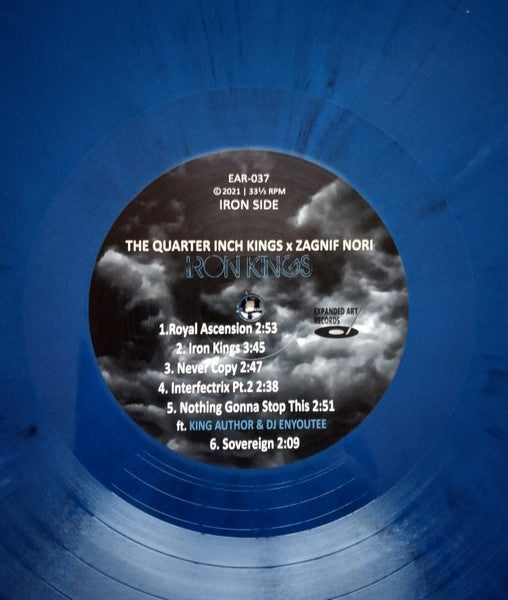 EAR-037
©2021 | 33⅓ RPM
IRON SIDE
THE QUARTER INCH KINGS x ZAGNIF NORI
IRON KINGS
EXPANDED ART
RECORDS
1.Royal Ascension 2:53
2. Iron Kings 3:45
3. Never Copy 2:47
4. Interfectrix Pt.2 2:38
5. Nothing Gonna Stop This 2:51
ft. KING AUTHOR & DJ ENYOUTEE
6. Sovereign 2:09